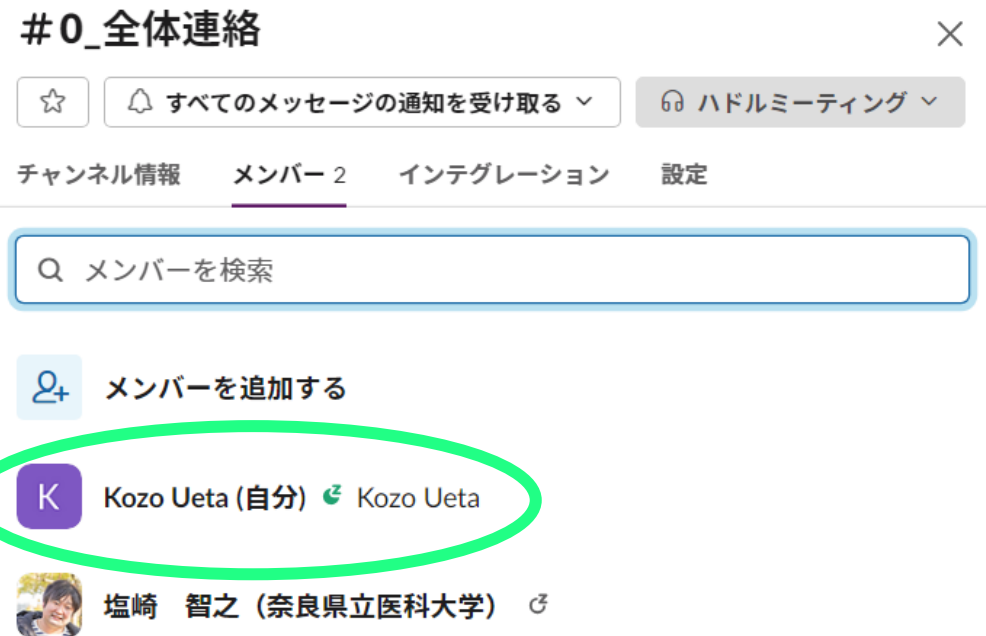 #0_全体連絡
すべてのメッセージの通知を受け取る ハドルミーティング
チャンネル情報 メンバー 2 インテグレーション 設定
メンバーを検索
メンバーを追加する
K Kozo Ueta (自分) z Kozo Ueta
塩崎 智之（奈良県立医科大学） z